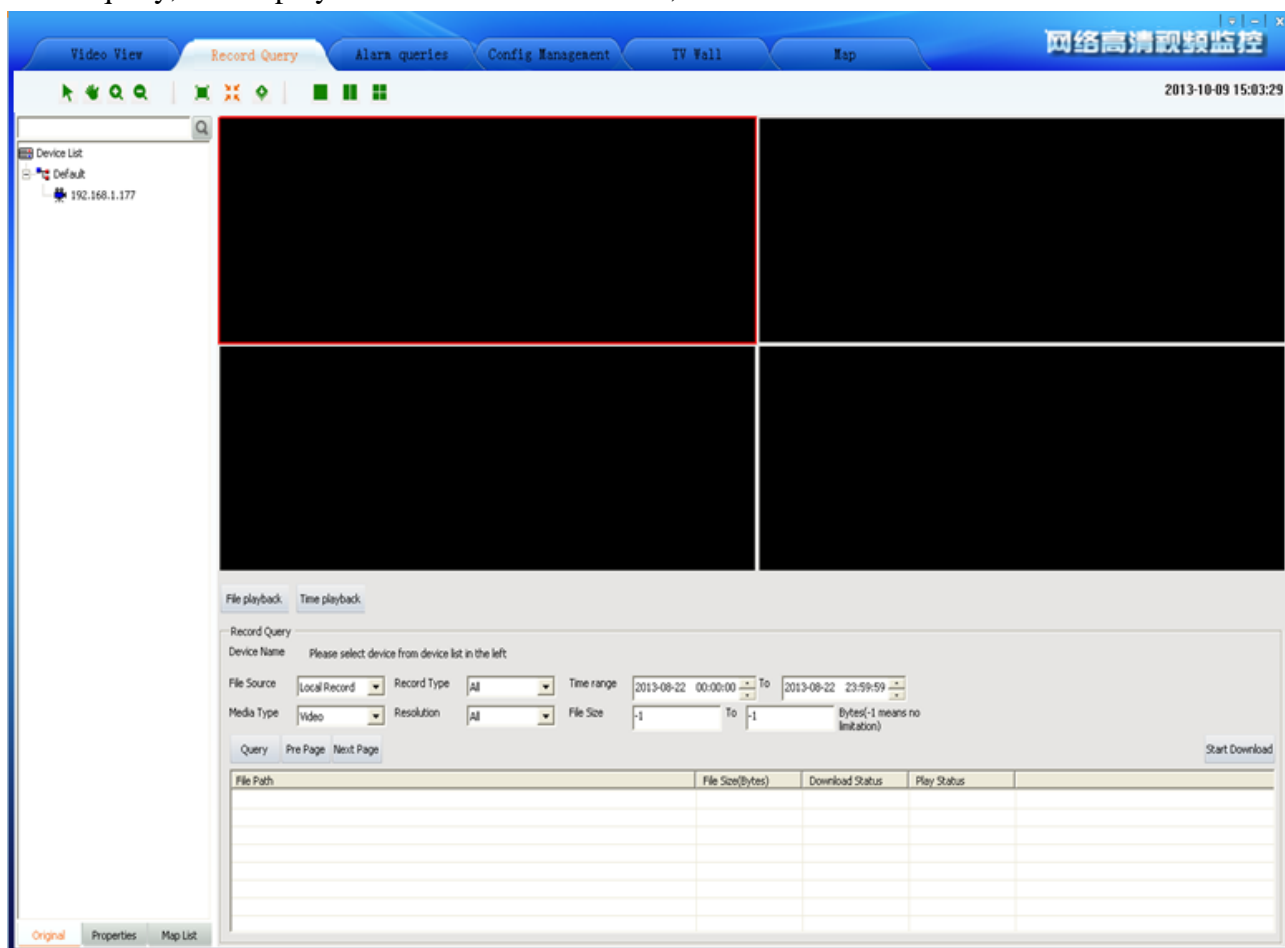 网络高清视频监控
Video View Record Query Alarm queries Config Management TV Wall Map
2013-10-09 15:03:29
Device List
Default
192.168.1.177
File playback Time playback
Record Query
Device Name Please select device from device list in the left
File Source Local Record Record Type All Time range 2013-08-22 00:00:00 To 2013-08-22 23:59:59
Media Type Video Resolution All File Size -1 To -1 Bytes(-1 means no
limitation)
Query Pre Page Next Page Start Download
File Path File Size(Bytes) Download Status Play Status
Original Properties Map List